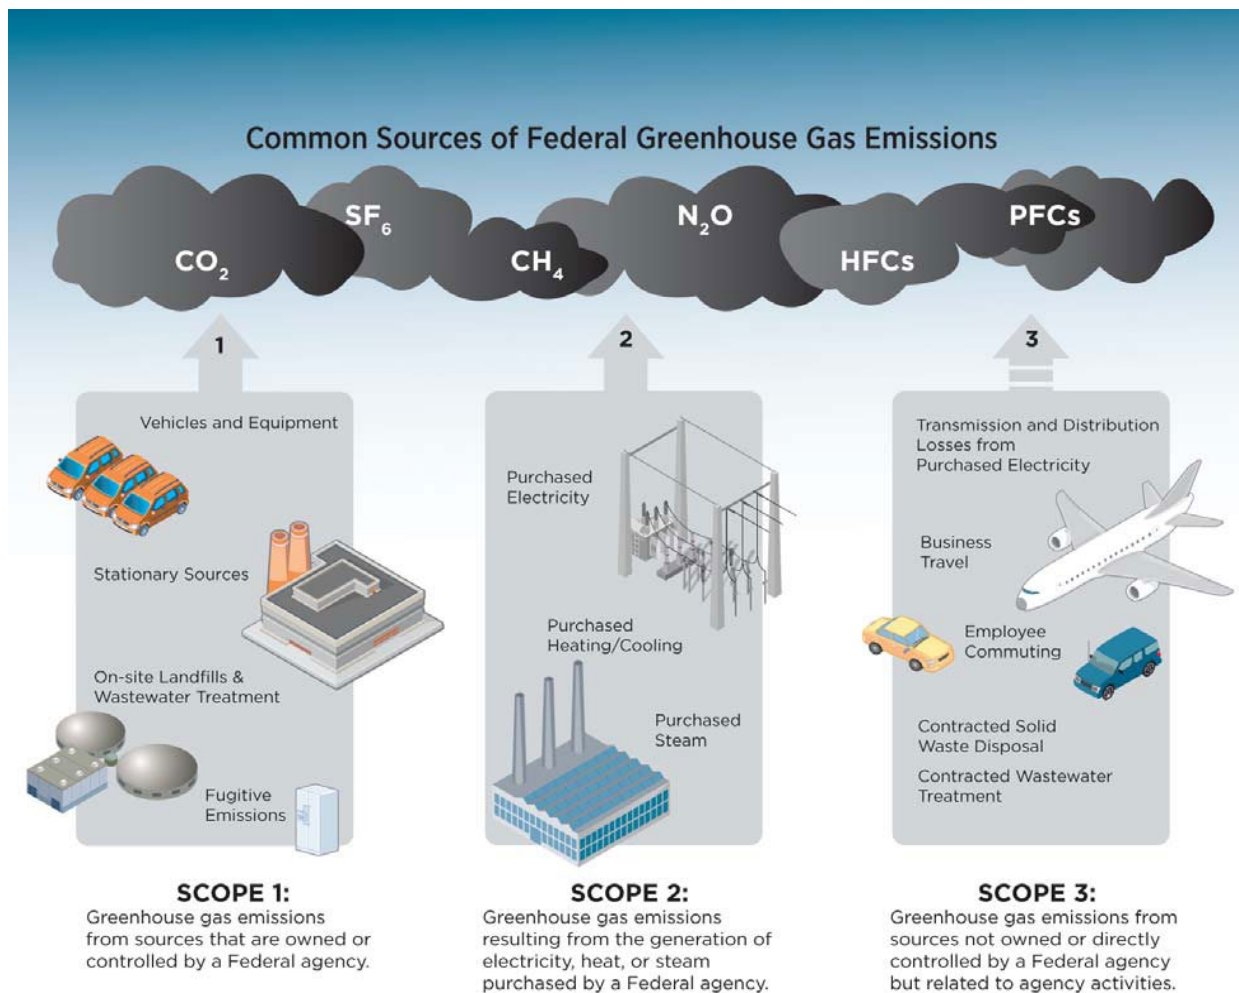 Common Sources of Federal Greenhouse Gas Emissions
CO₂
SF₆
CH₄
N₂O
HFCs
PFCs
1
Vehicles and Equipment
Stationary Sources
On-site Landfills &
Wastewater Treatment
Fugitive
Emissions
SCOPE 1:
Greenhouse gas emissions
from sources that are owned or
controlled by a Federal agency.
2
Purchased
Electricity
Purchased
Heating/Cooling
Purchased
Steam
SCOPE 2:
Greenhouse gas emissions
resulting from the generation of
electricity, heat, or steam
purchased by a Federal agency.
3
Transmission and Distribution
Losses from
Purchased Electricity
Business
Travel
Employee
Commuting
Contracted Solid
Waste Disposal
Contracted Wastewater
Treatment
SCOPE 3:
Greenhouse gas emissions from
sources not owned or directly
controlled by a Federal agency
but related to agency activities.